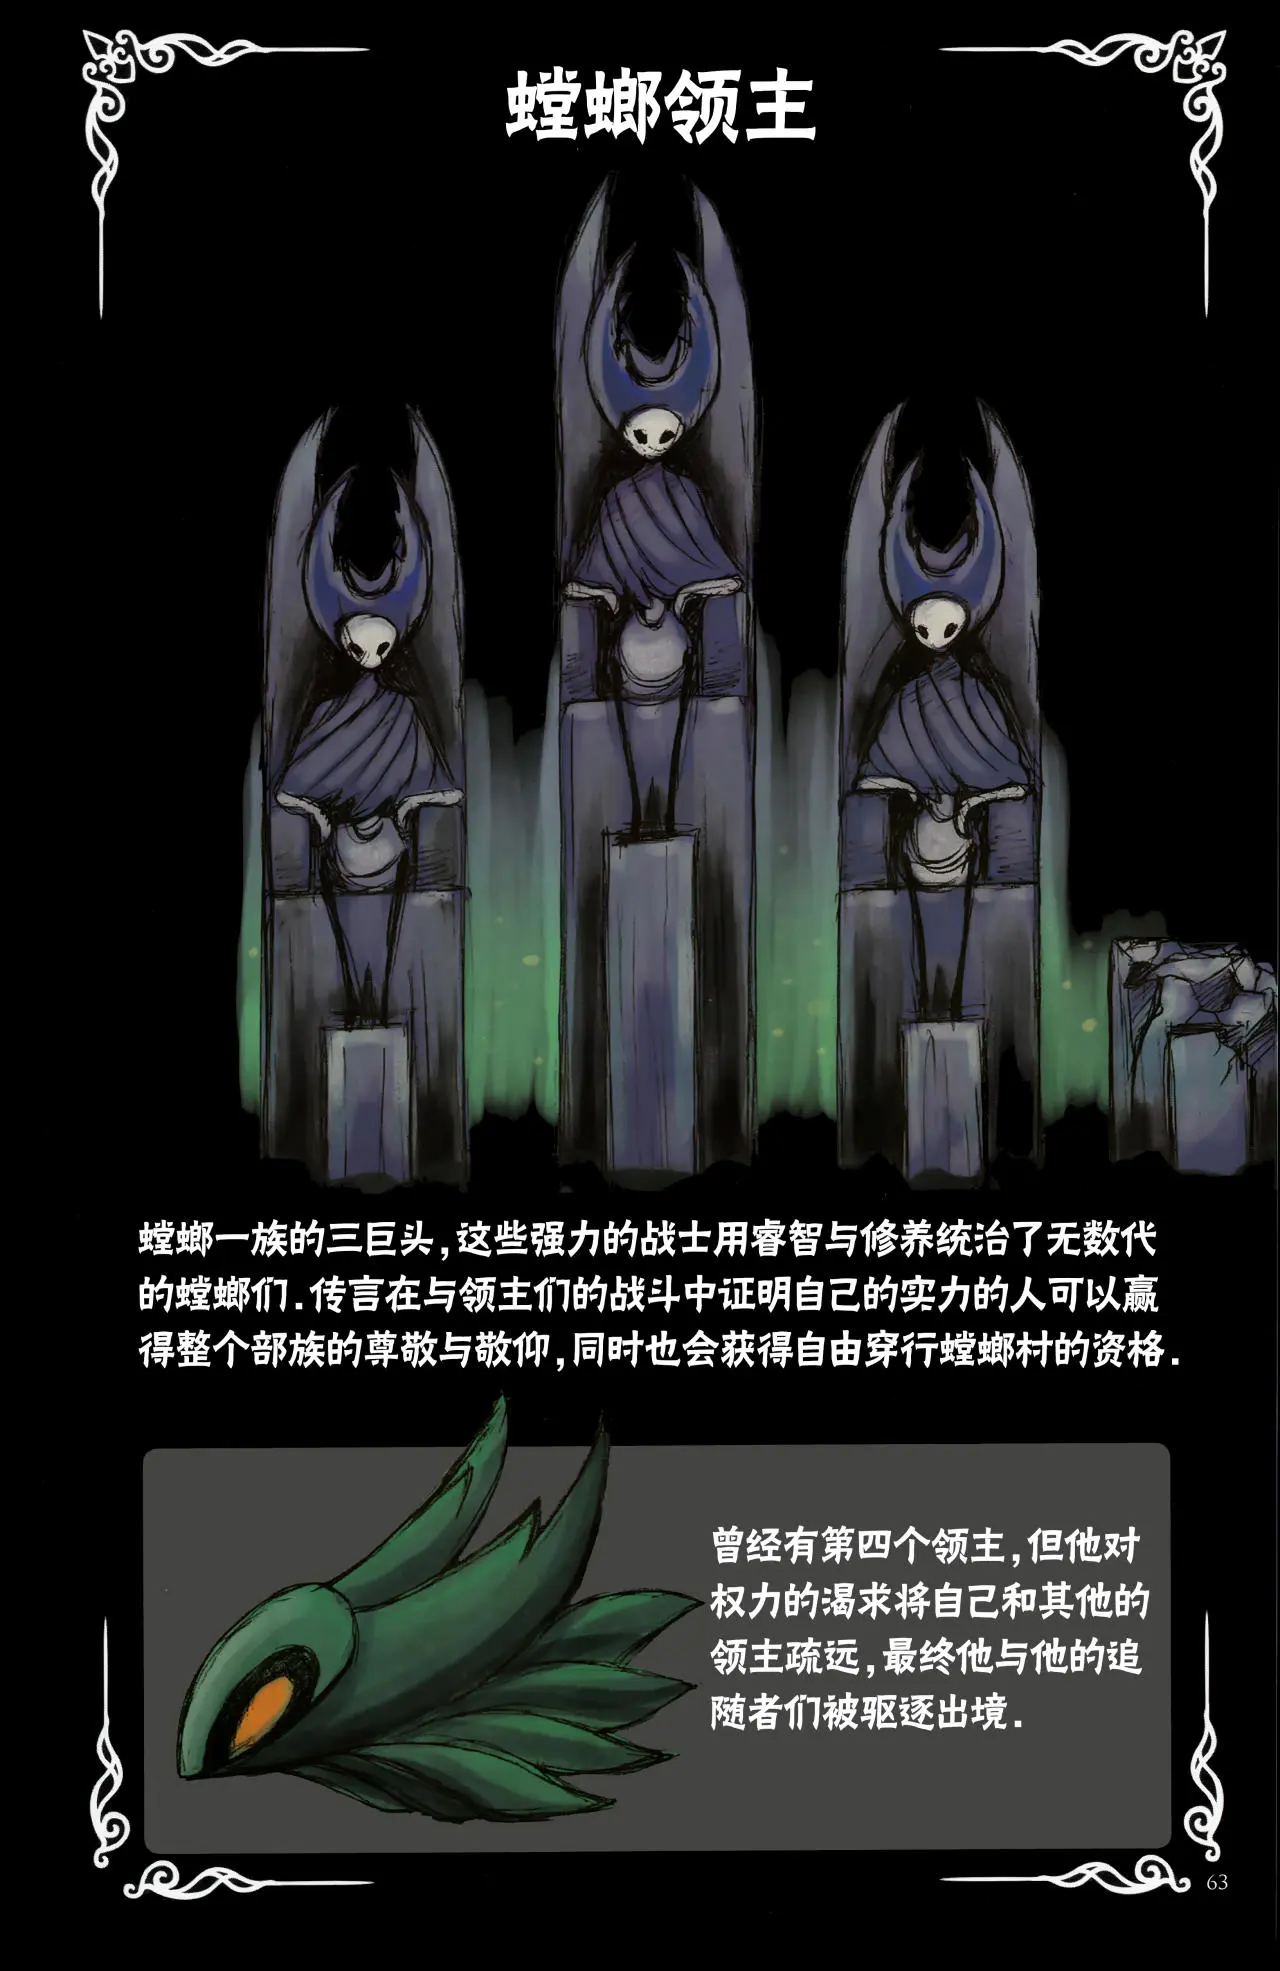 螳螂领主
螳螂一族的三巨头,这些强力的战士用睿智与修养统治了无数代
的螳螂们.传言在与领主们的战斗中证明自己的实力的人可以赢
得整个部族的尊敬与敬仰,同时也会获得自由穿行螳螂村的资格.
曾经有第四个领主,但他对
权力的渴求将自己和其他的
领主疏远,最终他与他的追
随者们被驱逐出境.
63